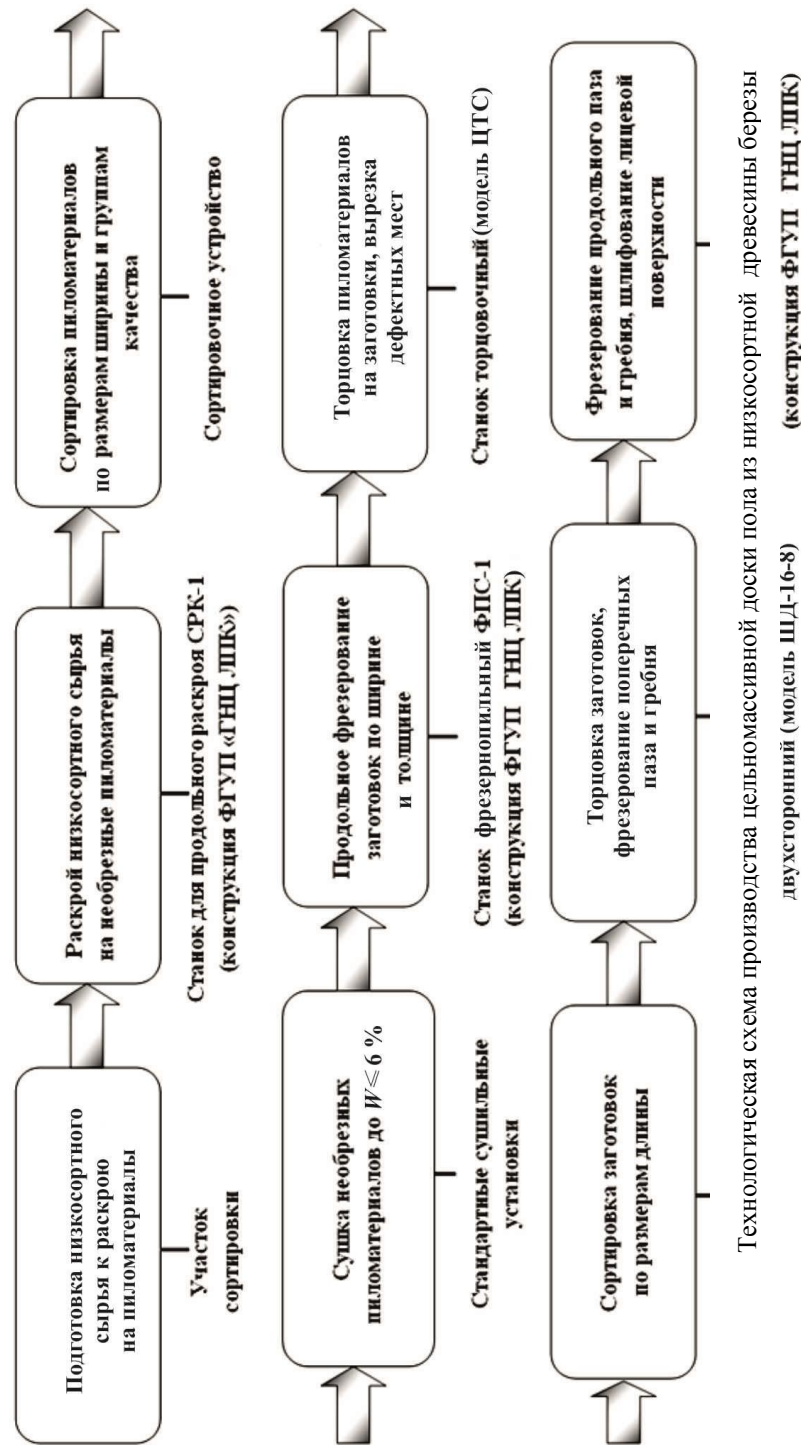 Подготовка низкосортного
сырья к раскрою
на пиломатериалы
Участок
сортировки
Раскрой низкосортного сырья
на необрезные пиломатериалы
Станок для продольного раскроя СРК-1
(конструкция ФГУП «ГНЦ ЛПК»)
Сортировка пиломатериалов
по размерам ширины и группам
качества
Сортировочное устройство
Сушка необрезных
пиломатериалов до W ⩽ 6 %
Стандартные сушильные
установки
Продольное фрезерование
заготовок по ширине
и толщине
Станок фрезернопильный ФПС-1
(конструкция ФГУП ГНЦ ЛПК)
Торцовка пиломатериалов
на заготовки, вырезка
дефектных мест
Станок торцовочный (модель ЦТС)
Сортировка заготовок
по размерам длины
Торцовка заготовок,
фрезерование поперечных
паза и гребня
Фрезерование продольного паза
и гребня, шлифование лицевой
поверхности
Технологическая схема производства цельномассивной доски пола из низкосортной древесины березы
двухсторонний (модель ШД-16-8)
(конструкция ФГУП ГНЦ ЛПК)